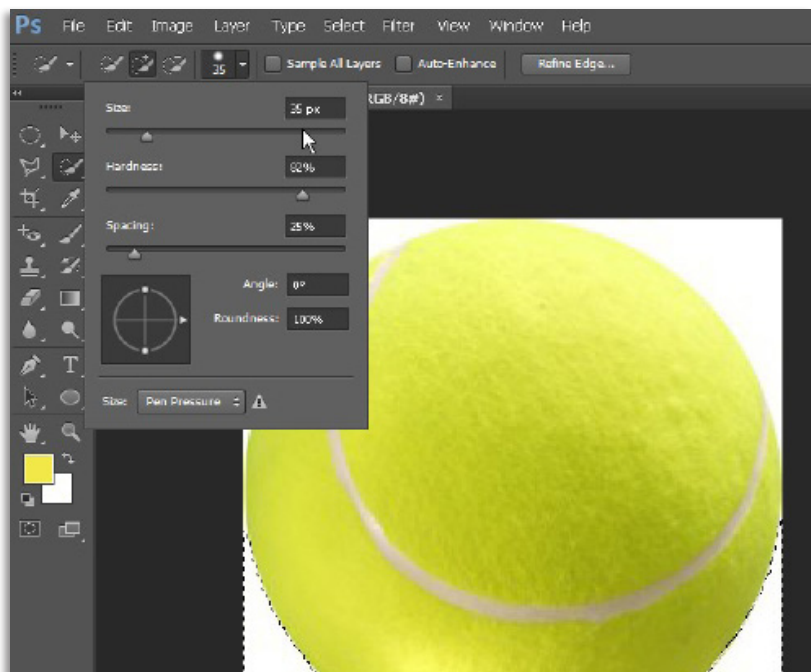 Ps File Edit Image Layer Type Select Filter View Window Help
35 Sample All Layers Auto-Enhance Refine Edge...
RGB/8#) ×
Size: 35 px
Hardness: 82%
Spacing: 25%
Angle: 0°
Roundness: 100%
Size: Pen Pressure
T